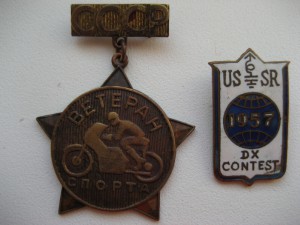 СССР
ВЕТЕРАН
СПОРТА
US SR
1957
DX
CONTEST